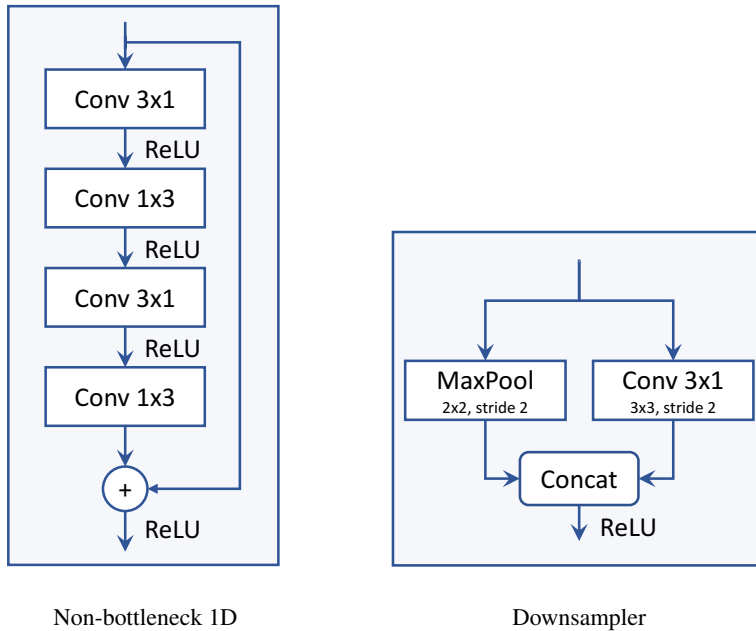 Conv 3x1
ReLU
Conv 1x3
ReLU
Conv 3x1
ReLU
Conv 1x3
+
ReLU
Non-bottleneck 1D
MaxPool
2x2, stride 2
Conv 3x1
3x3, stride 2
Concat
ReLU
Downsampler